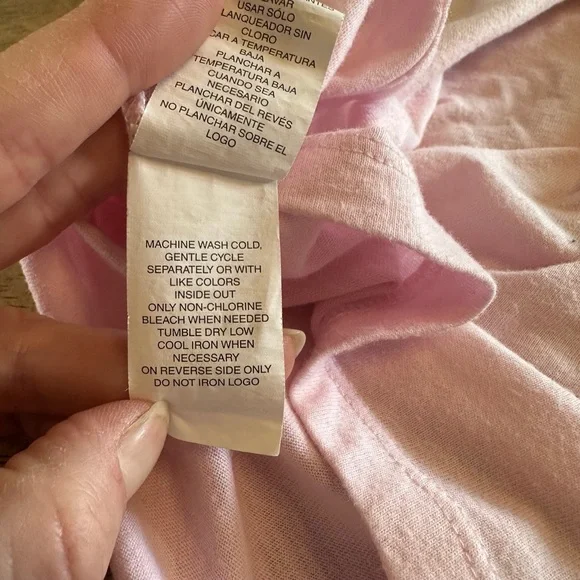 LAVAR
USAR SÓLO
BLANQUEADOR SIN
CLORO
CAR A TEMPERATURA
BAJA
PLANCHAR A
TEMPERATURA BAJA
CUANDO SEA
NECESARIO
PLANCHAR DEL REVÉS
ÚNICAMENTE
NO PLANCHAR SOBRE EL
LOGO
MACHINE WASH COLD,
GENTLE CYCLE
SEPARATELY OR WITH
LIKE COLORS
INSIDE OUT
ONLY NON-CHLORINE
BLEACH WHEN NEEDED
TUMBLE DRY LOW
COOL IRON WHEN
NECESSARY
ON REVERSE SIDE ONLY
DO NOT IRON LOGO